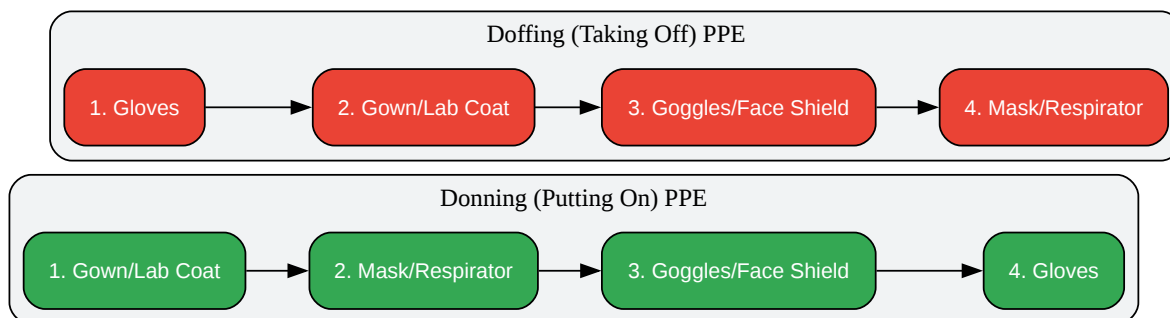 Doffing (Taking Off) PPE
1. Gloves
2. Gown/Lab Coat
3. Goggles/Face Shield
4. Mask/Respirator
Donning (Putting On) PPE
1. Gown/Lab Coat
2. Mask/Respirator
3. Goggles/Face Shield
4. Gloves